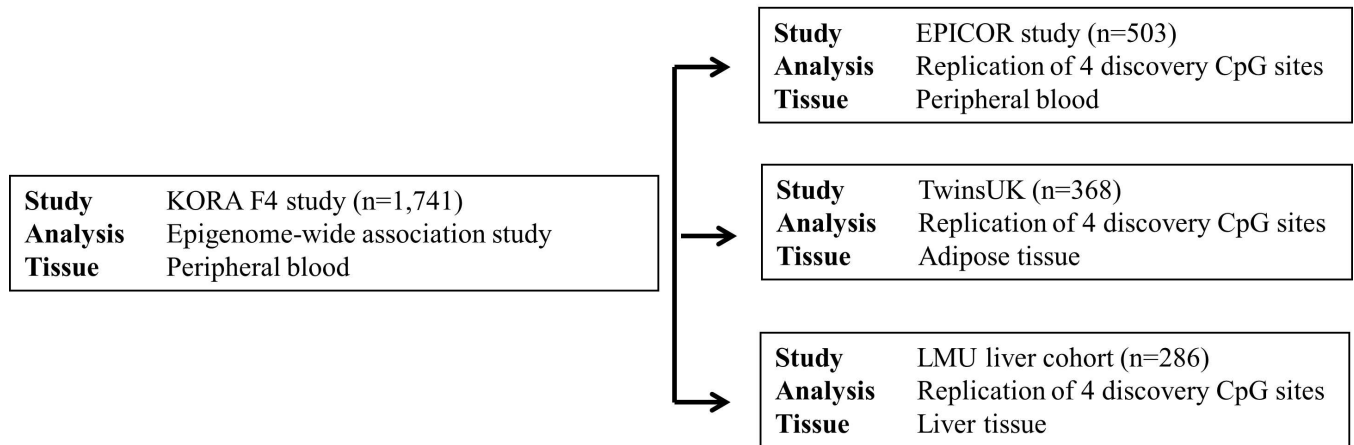 Study KORA F4 study (n=1,741)
Analysis Epigenome-wide association study
Tissue Peripheral blood
Study EPICOR study (n=503)
Analysis Replication of 4 discovery CpG sites
Tissue Peripheral blood
Study TwinsUK (n=368)
Analysis Replication of 4 discovery CpG sites
Tissue Adipose tissue
Study LMU liver cohort (n=286)
Analysis Replication of 4 discovery CpG sites
Tissue Liver tissue